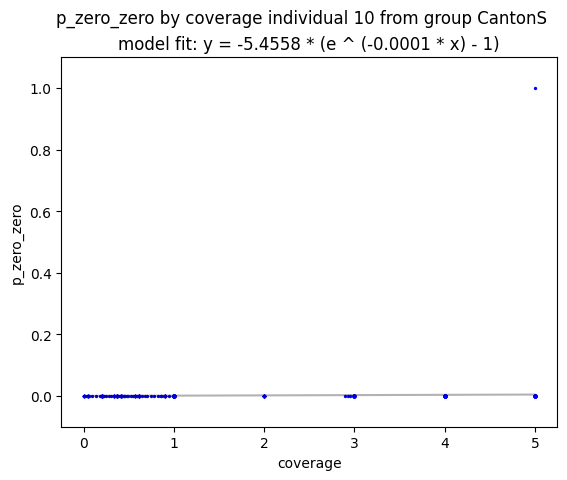 p_zero_zero by coverage individual 10 from group CantonS
model fit: y = -5.4558 * (e ^ (-0.0001 * x) - 1)
1.0
0.8
0.6
0.4
0.2
0.0
p_zero_zero
0 1 2 3 4 5
coverage